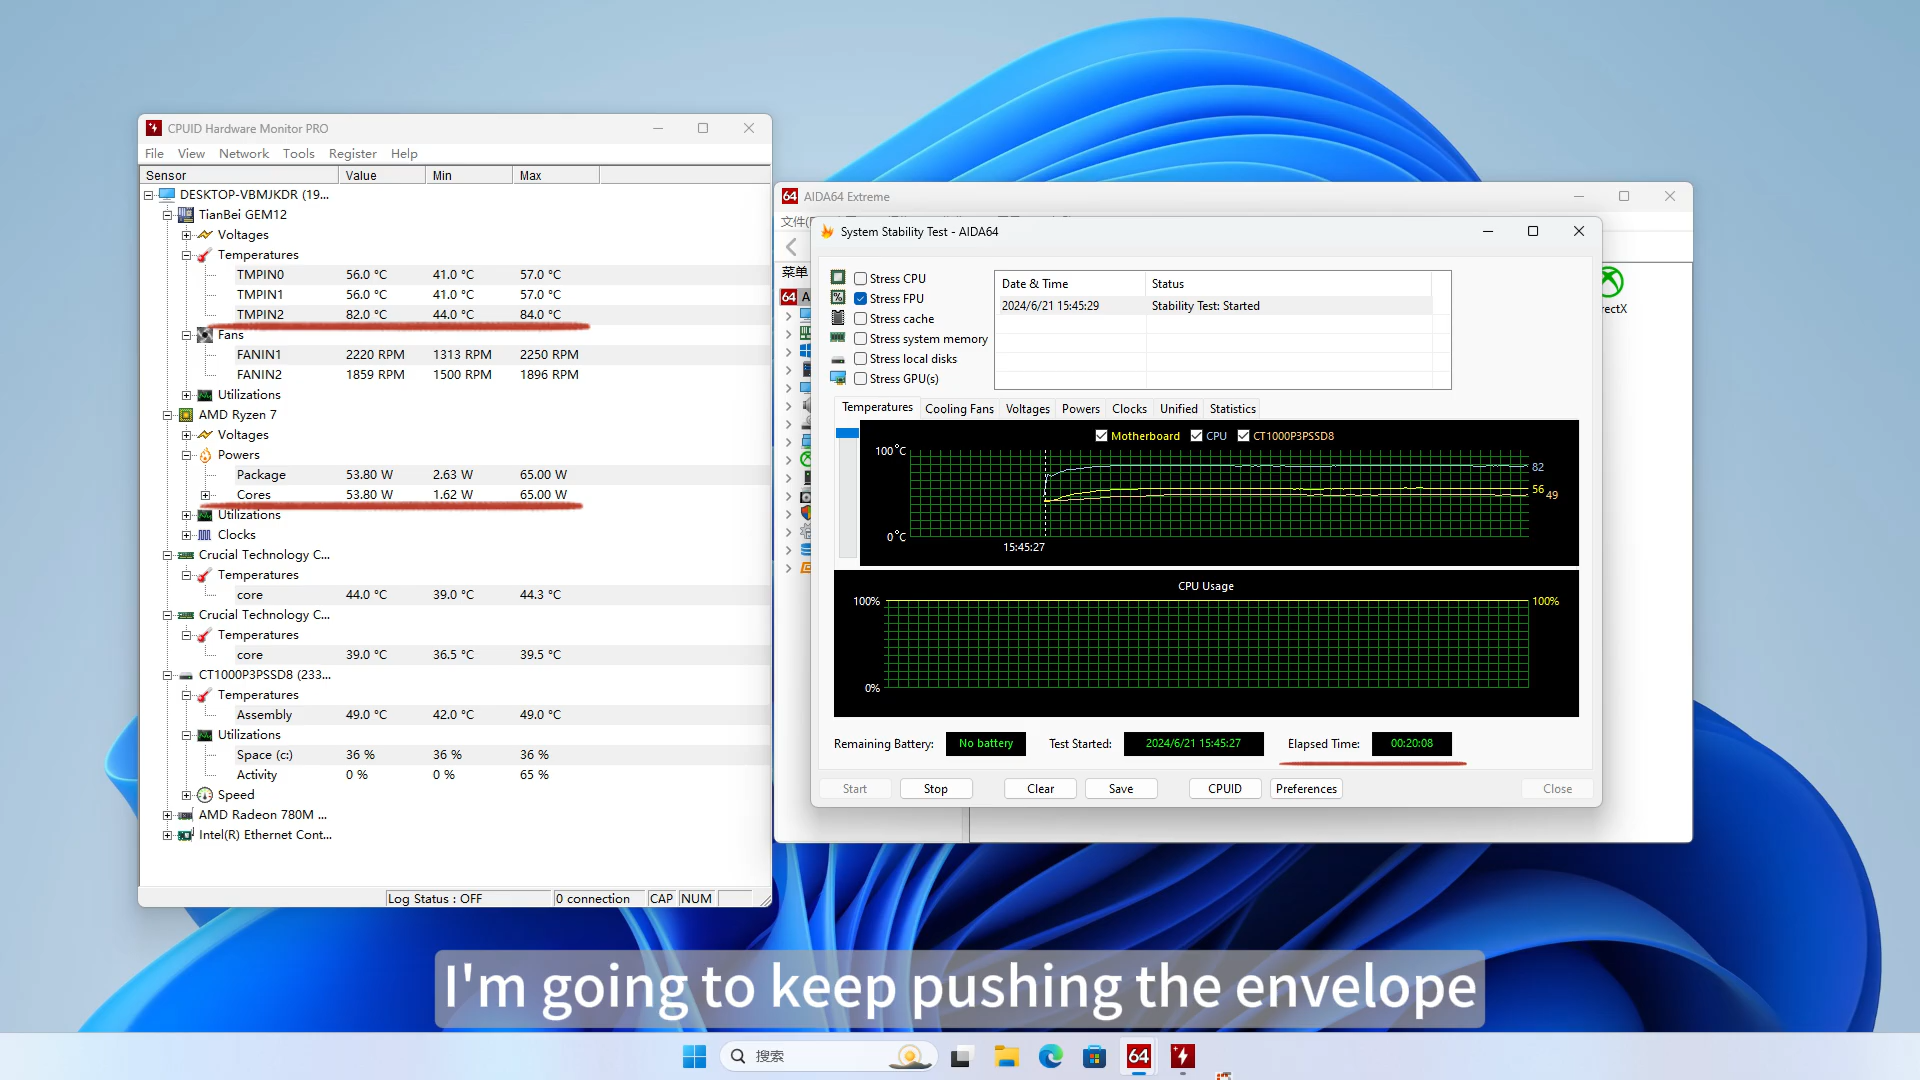 CPUID Hardware Monitor PRO
File View Network Tools Register Help
Sensor Value Min Max
DESKTOP-VBMJKDR (19...
TianBei GEM12
Voltages
Temperatures
TMPIN0 56.0 °C 41.0 °C 57.0 °C
TMPIN1 56.0 °C 41.0 °C 57.0 °C
TMPIN2 82.0 °C 44.0 °C 84.0 °C
Fans
FANIN1 2220 RPM 1313 RPM 2250 RPM
FANIN2 1859 RPM 1500 RPM 1896 RPM
Utilizations
AMD Ryzen 7
Voltages
Powers
Package 53.80 W 2.63 W 65.00 W
Cores 53.80 W 1.62 W 65.00 W
Utilizations
Clocks
Crucial Technology C...
Temperatures
core 44.0 °C 39.0 °C 44.3 °C
Crucial Technology C...
Temperatures
core 39.0 °C 36.5 °C 39.5 °C
CT1000P3PSSD8 (233...
Temperatures
Assembly 49.0 °C 42.0 °C 49.0 °C
Utilizations
Space (c:) 36 % 36 % 36 %
Activity 0 % 0 % 65 %
Speed
AMD Radeon 780M ...
Intel(R) Ethernet Cont...
Log Status : OFF 0 connection CAP NUM
64 AIDA64 Extreme
文件(
菜单
64 A
rectX
System Stability Test - AIDA64
Stress CPU
Stress FPU
Stress cache
Stress system memory
Stress local disks
Stress GPU(s)
Date & Time Status
2024/6/21 15:45:29 Stability Test: Started
Temperatures Cooling Fans Voltages Powers Clocks Unified Statistics
Motherboard CPU CT1000P3PSSD8
100°C
82
56
49
0°C
15:45:27
CPU Usage
100% 100%
0%
Remaining Battery: No battery Test Started: 2024/6/21 15:45:27 Elapsed Time: 00:20:08
Start Stop Clear Save CPUID Preferences Close
I'm going to keep pushing the envelope
搜索
64